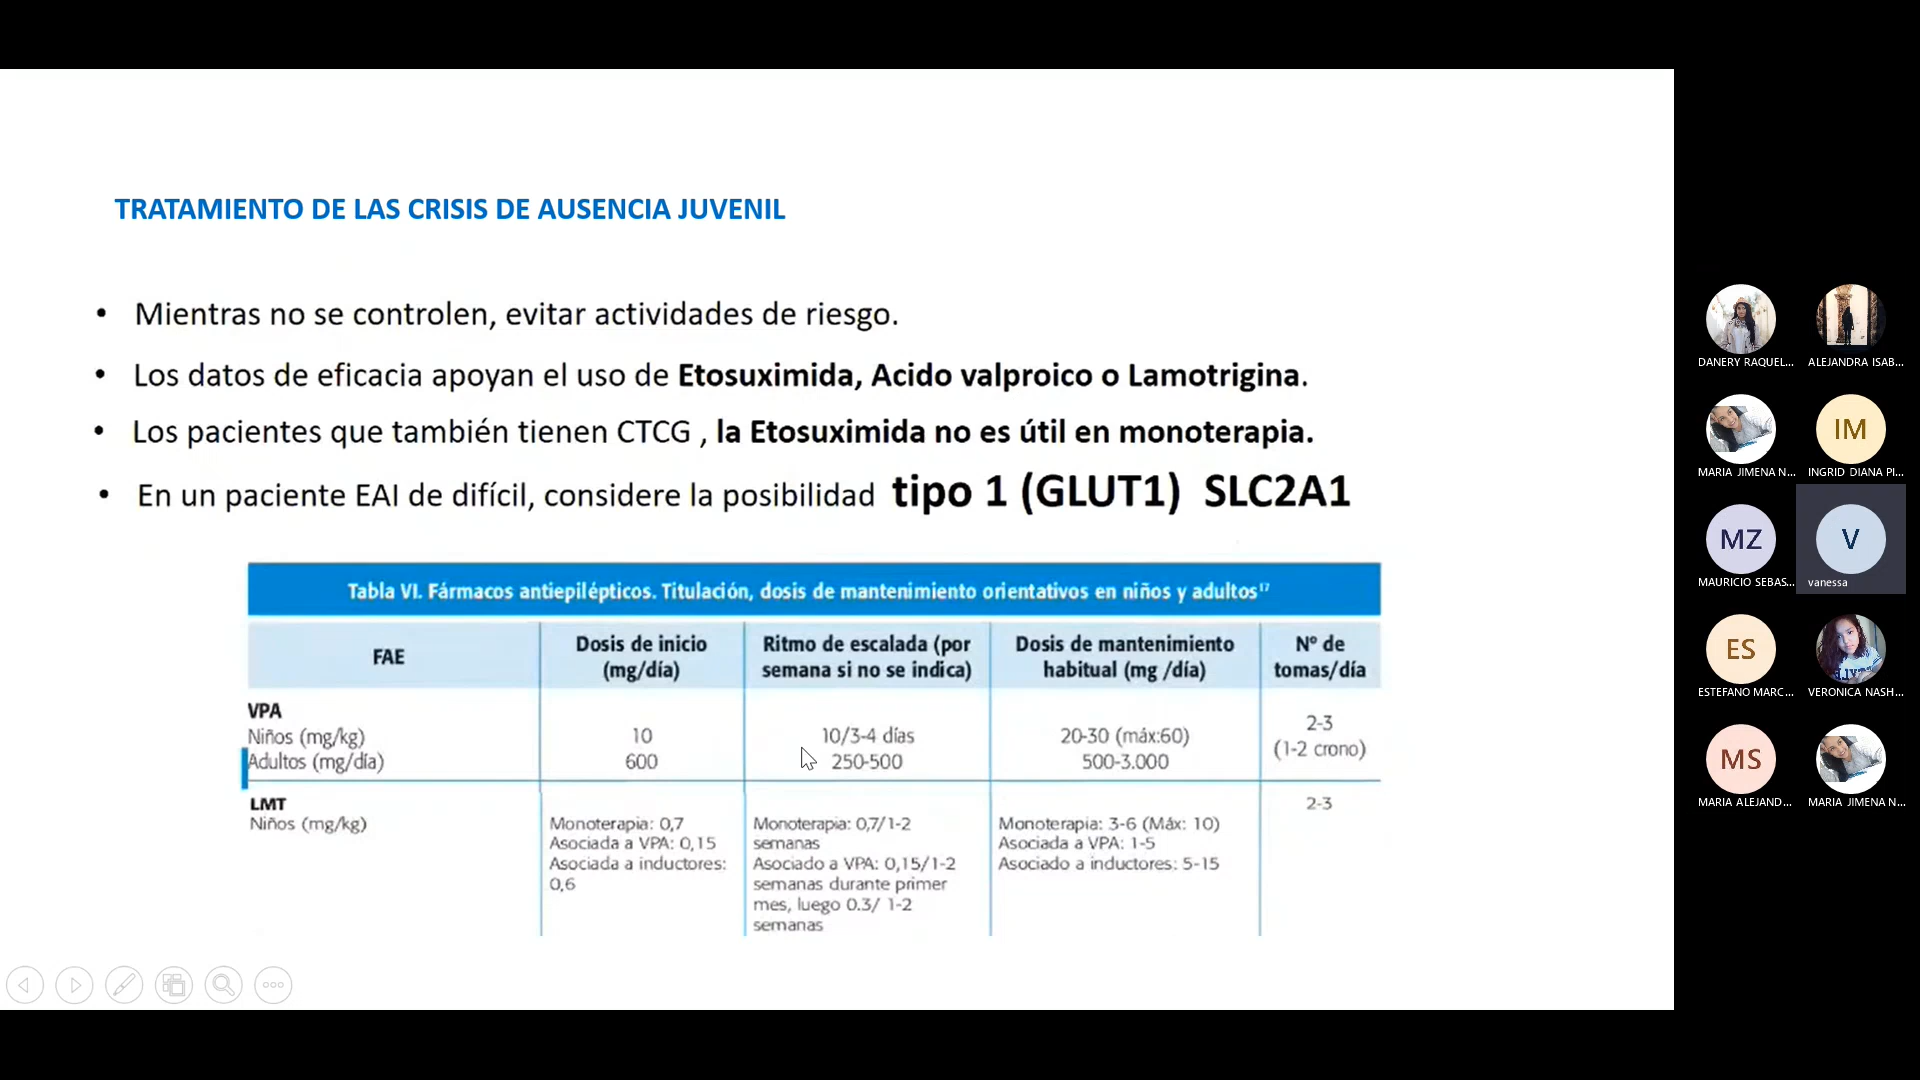 TRATAMIENTO DE LAS CRISIS DE AUSENCIA JUVENIL
• Mientras no se controlen, evitar actividades de riesgo.
• Los datos de eficacia apoyan el uso de Etosuximida, Acido valproico o Lamotrigina.
• Los pacientes que también tienen CTCG , la Etosuximida no es útil en monoterapia.
• En un paciente EAI de difícil, considere la posibilidad tipo 1 (GLUT1) SLC2A1
Tabla VI. Fármacos antiepilépticos. Titulación, dosis de mantenimiento orientativos en niños y adultos¹⁷
FAE
Dosis de inicio
(mg/día)
Ritmo de escalada (por
semana si no se indica)
Dosis de mantenimiento
habitual (mg /día)
Nº de
tomas/día
VPA
Niños (mg/kg)
Adultos (mg/día)
10
600
10/3-4 días
250-500
20-30 (máx:60)
500-3.000
2-3
(1-2 crono)
LMT
Niños (mg/kg)
Monoterapia: 0,7
Asociada a VPA: 0,15
Asociada a inductores:
0,6
Monoterapia: 0,7/1-2
semanas
Asociado a VPA: 0,15/1-2
semanas durante primer
mes, luego 0.3/ 1-2
semanas
Monoterapia: 3-6 (Máx: 10)
Asociada a VPA: 1-5
Asociado a inductores: 5-15
2-3
DANERY RAQUEL...
ALEJANDRA ISAB...
MARIA JIMENA N...
IM
INGRID DIANA PI...
MZ
MAURICIO SEBAS...
V
vanessa
ES
ESTEFANO MARC...
VERONICA NASH...
MS
MARIA ALEJAND...
MARIA JIMENA N...